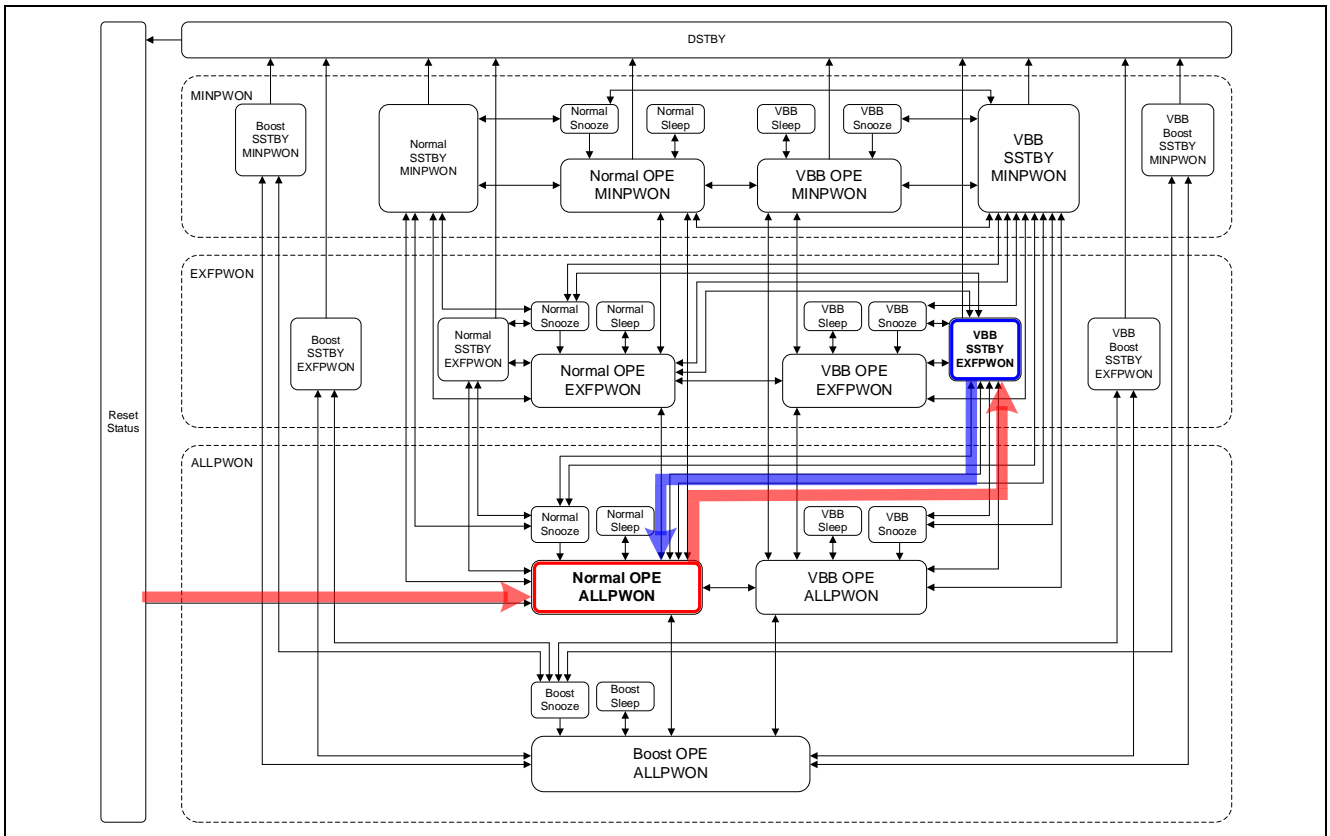 DSTBY
Reset
Status
MINPWON
Boost
SSTBY
MINPWON
Normal
SSTBY
MINPWON
Normal
Snooze
Normal
Sleep
VBB
Sleep
VBB
Snooze
Normal OPE
MINPWON
VBB OPE
MINPWON
VBB
SSTBY
MINPWON
VBB
Boost
SSTBY
MINPWON
EXFPWON
Boost
SSTBY
EXFPWON
Normal
SSTBY
EXFPWON
Normal
Snooze
Normal
Sleep
VBB
Sleep
VBB
Snooze
Normal OPE
EXFPWON
VBB OPE
EXFPWON
VBB
SSTBY
EXFPWON
VBB
Boost
SSTBY
EXFPWON
ALLPWON
Normal
Snooze
Normal
Sleep
VBB
Sleep
VBB
Snooze
Normal OPE
ALLPWON
VBB OPE
ALLPWON
Boost
Snooze
Boost
Sleep
Boost OPE
ALLPWON